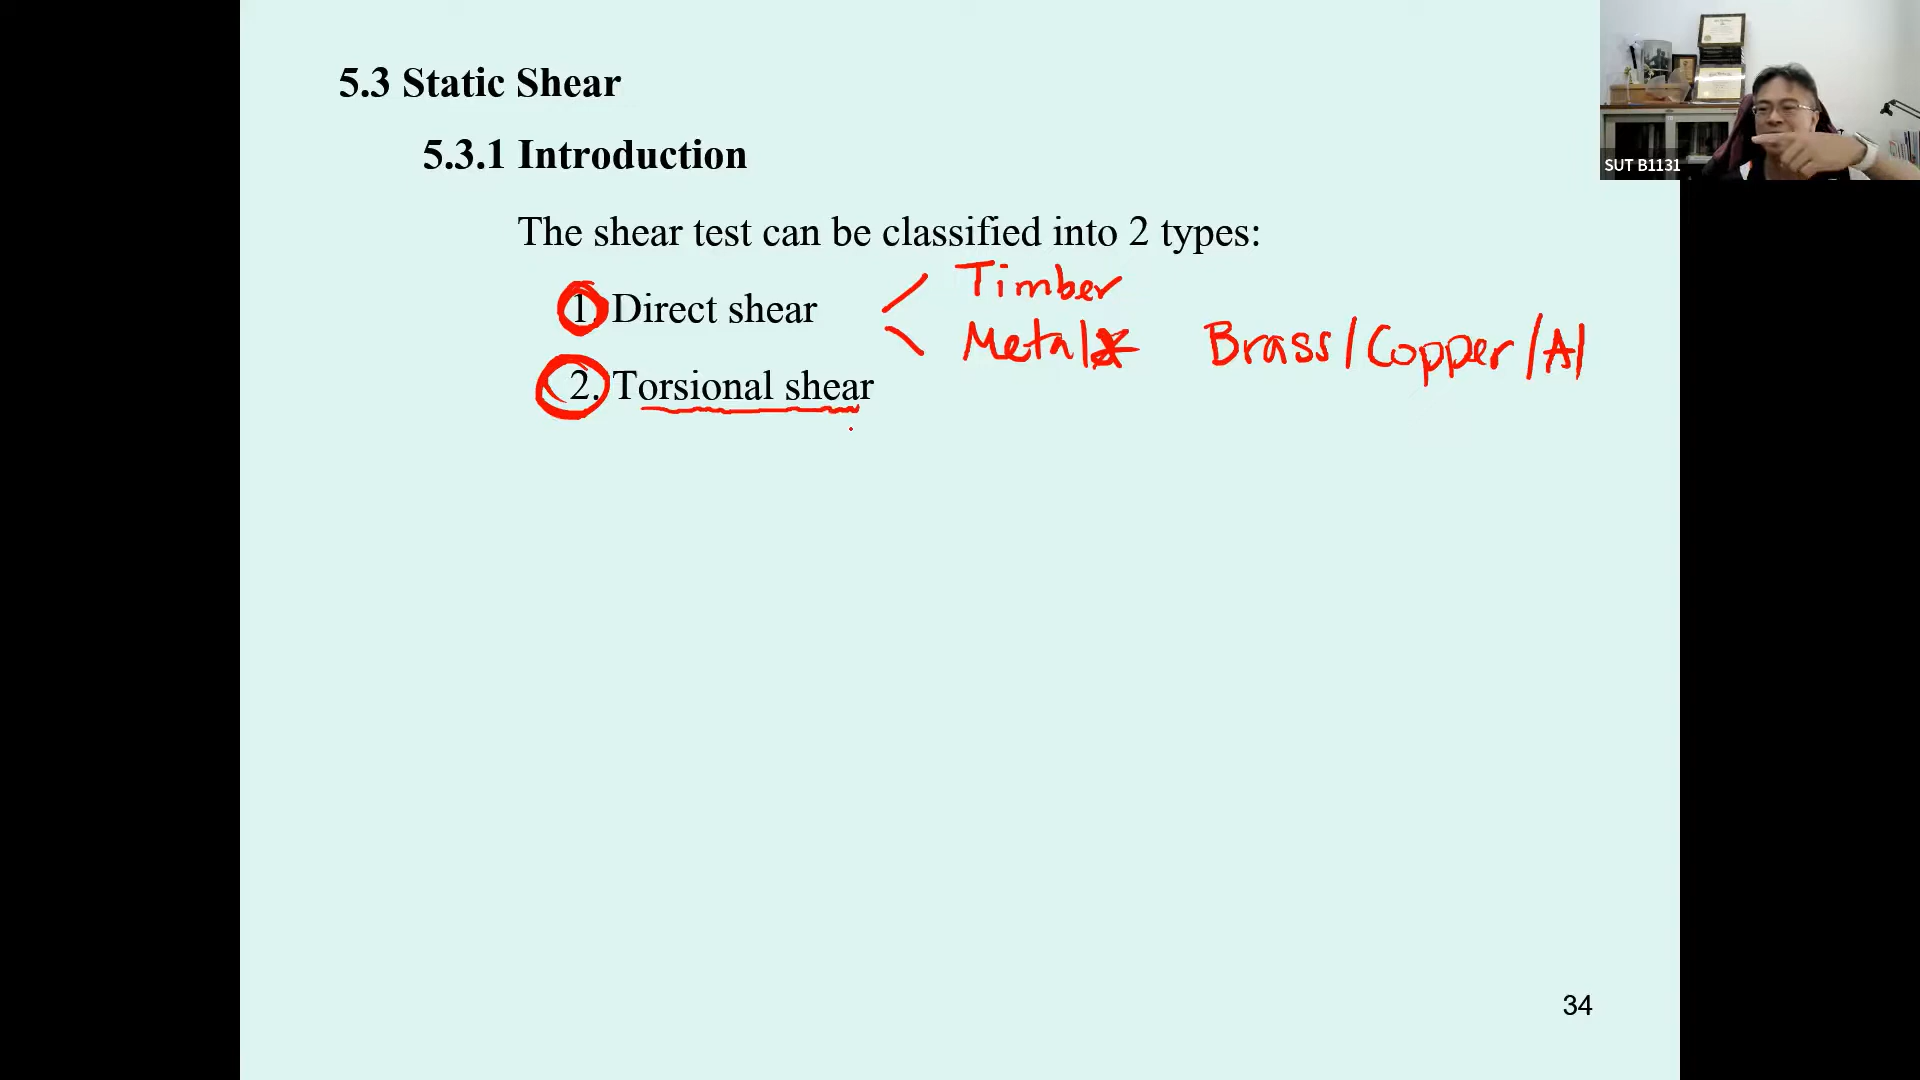 5.3 Static Shear
5.3.1 Introduction
SUT B1131
The shear test can be classified into 2 types:
Timber
1. Direct shear
Metal* Brass/Copper/Al
2. Torsional shear
34